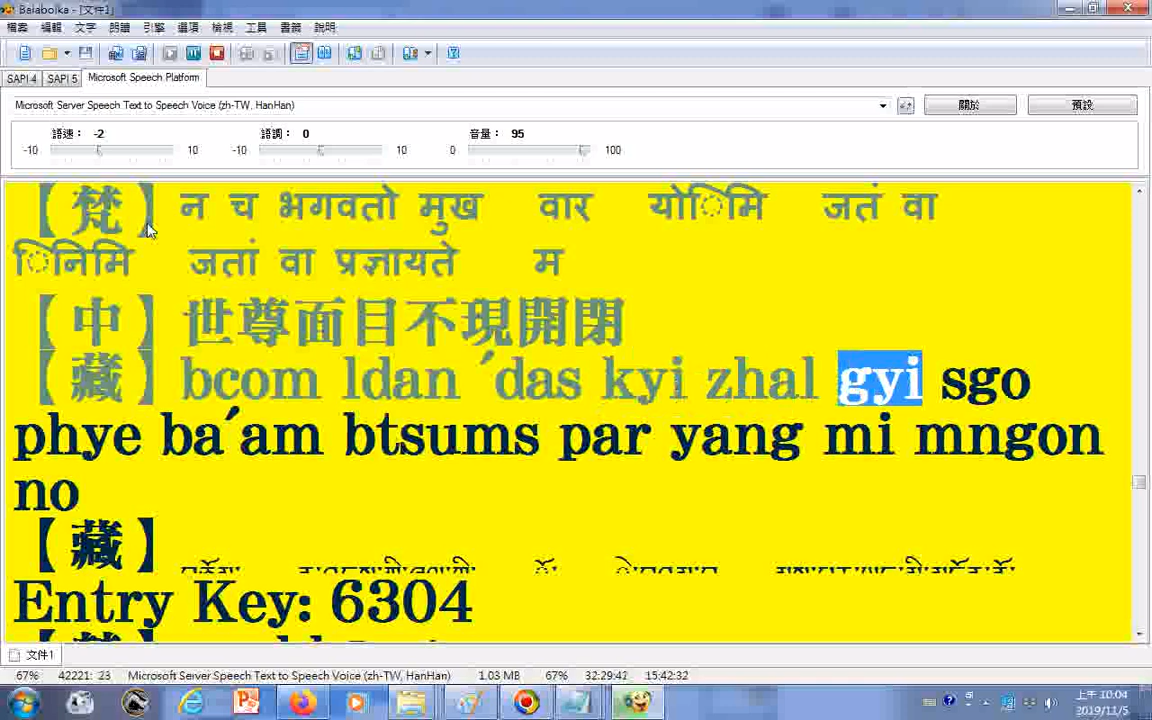 Balabolka - [文件1]
檔案 編輯 文字 朗讀 引擎 選項 檢視 工具 書籤 說明
SAPI 4 SAPI 5 Microsoft Speech Platform
Microsoft Server Speech Text to Speech Voice (zh-TW, HanHan) 關於 預設
語速： -2 語調： 0 音量： 95
-10 10 -10 10 0 100
【梵】न च भगवतो मुख वार योिमि जतं वा
िनिमि जतां वा प्रज्ञायते म
【中】世尊面目不現開閉
【藏】bcom ldan ´das kyi zhal gyi sgo
phye ba´am btsums par yang mi mngon
no
【藏】
Entry Key: 6304
文件1
67% 42221: 23 Microsoft Server Speech Text to Speech Voice (zh-TW, HanHan) 1.03 MB 67% 32:29:42 15:42:32
上午 10:04
2019/11/5